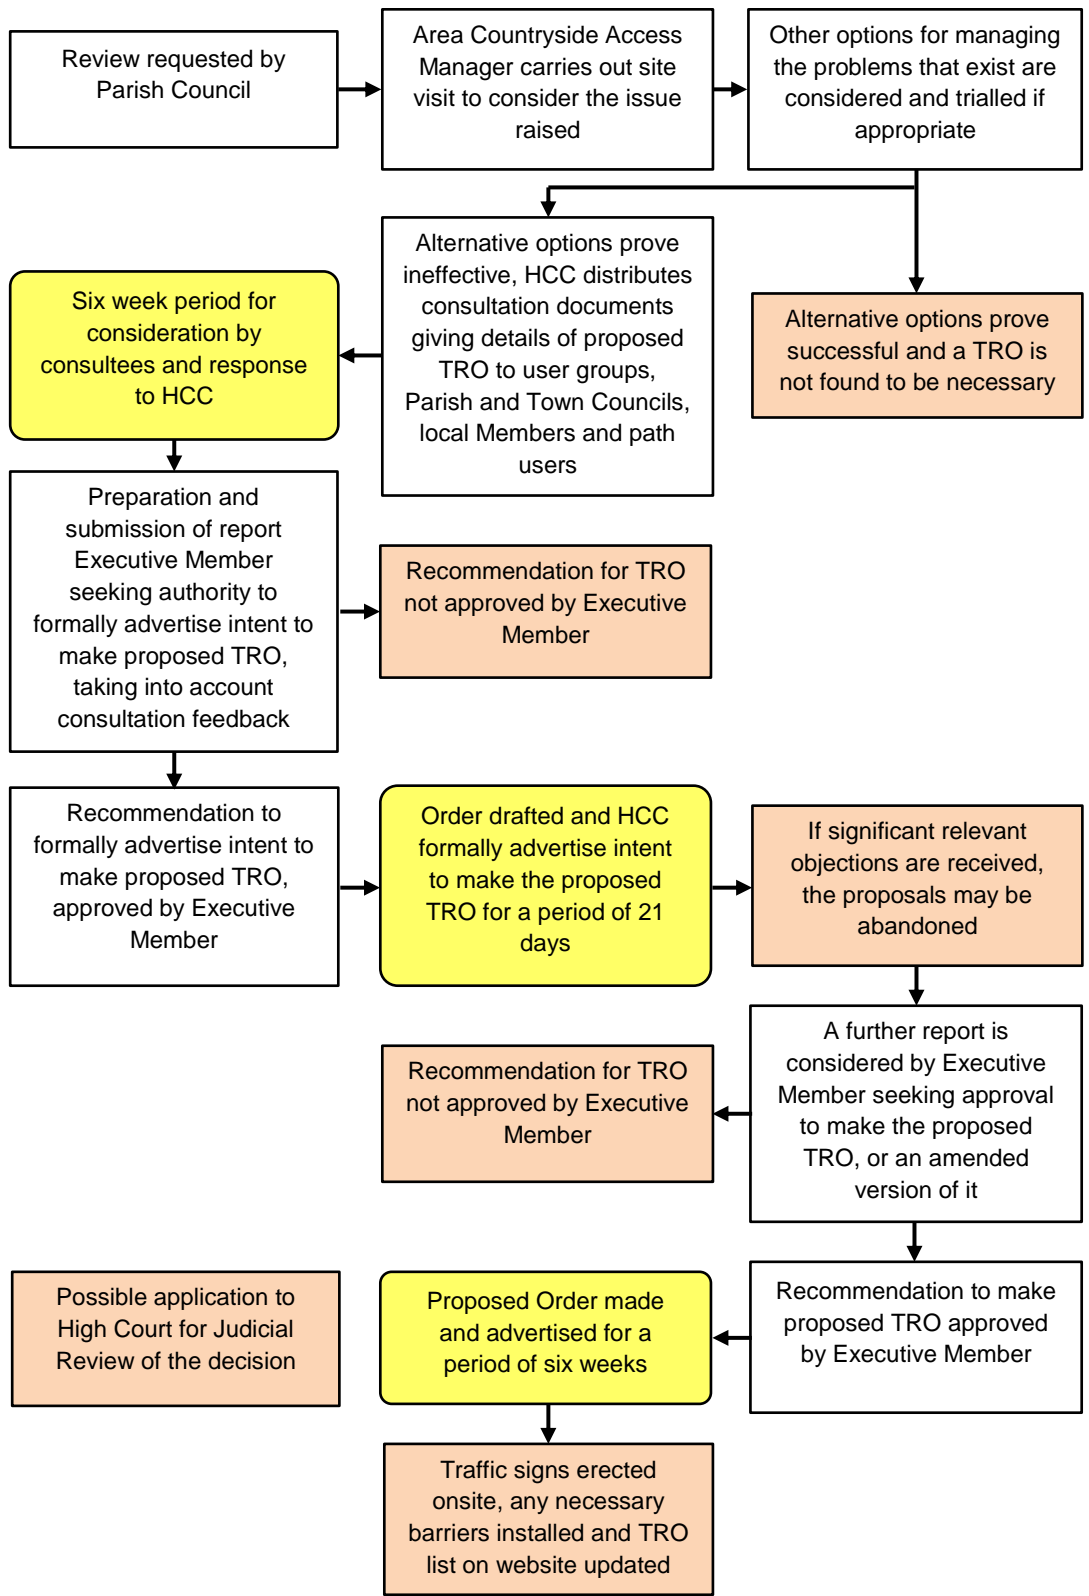 Review requested by
Parish Council
Area Countryside Access
Manager carries out site
visit to consider the issue
raised
Other options for managing
the problems that exist are
considered and trialled if
appropriate
Alternative options prove
ineffective, HCC distributes
consultation documents
giving details of proposed
TRO to user groups,
Parish and Town Councils,
local Members and path
users
Alternative options prove
successful and a TRO is
not found to be necessary
Six week period for
consideration by
consultees and response
to HCC
Preparation and
submission of report
Executive Member
seeking authority to
formally advertise intent to
make proposed TRO,
taking into account
consultation feedback
Recommendation for TRO
not approved by Executive
Member
Recommendation to
formally advertise intent to
make proposed TRO,
approved by Executive
Member
Order drafted and HCC
formally advertise intent
to make the proposed
TRO for a period of 21
days
If significant relevant
objections are received,
the proposals may be
abandoned
A further report is
considered by Executive
Member seeking approval
to make the proposed
TRO, or an amended
version of it
Recommendation for TRO
not approved by Executive
Member
Recommendation to make
proposed TRO approved
by Executive Member
Proposed Order made
and advertised for a
period of six weeks
Possible application to
High Court for Judicial
Review of the decision
Traffic signs erected
onsite, any necessary
barriers installed and TRO
list on website updated